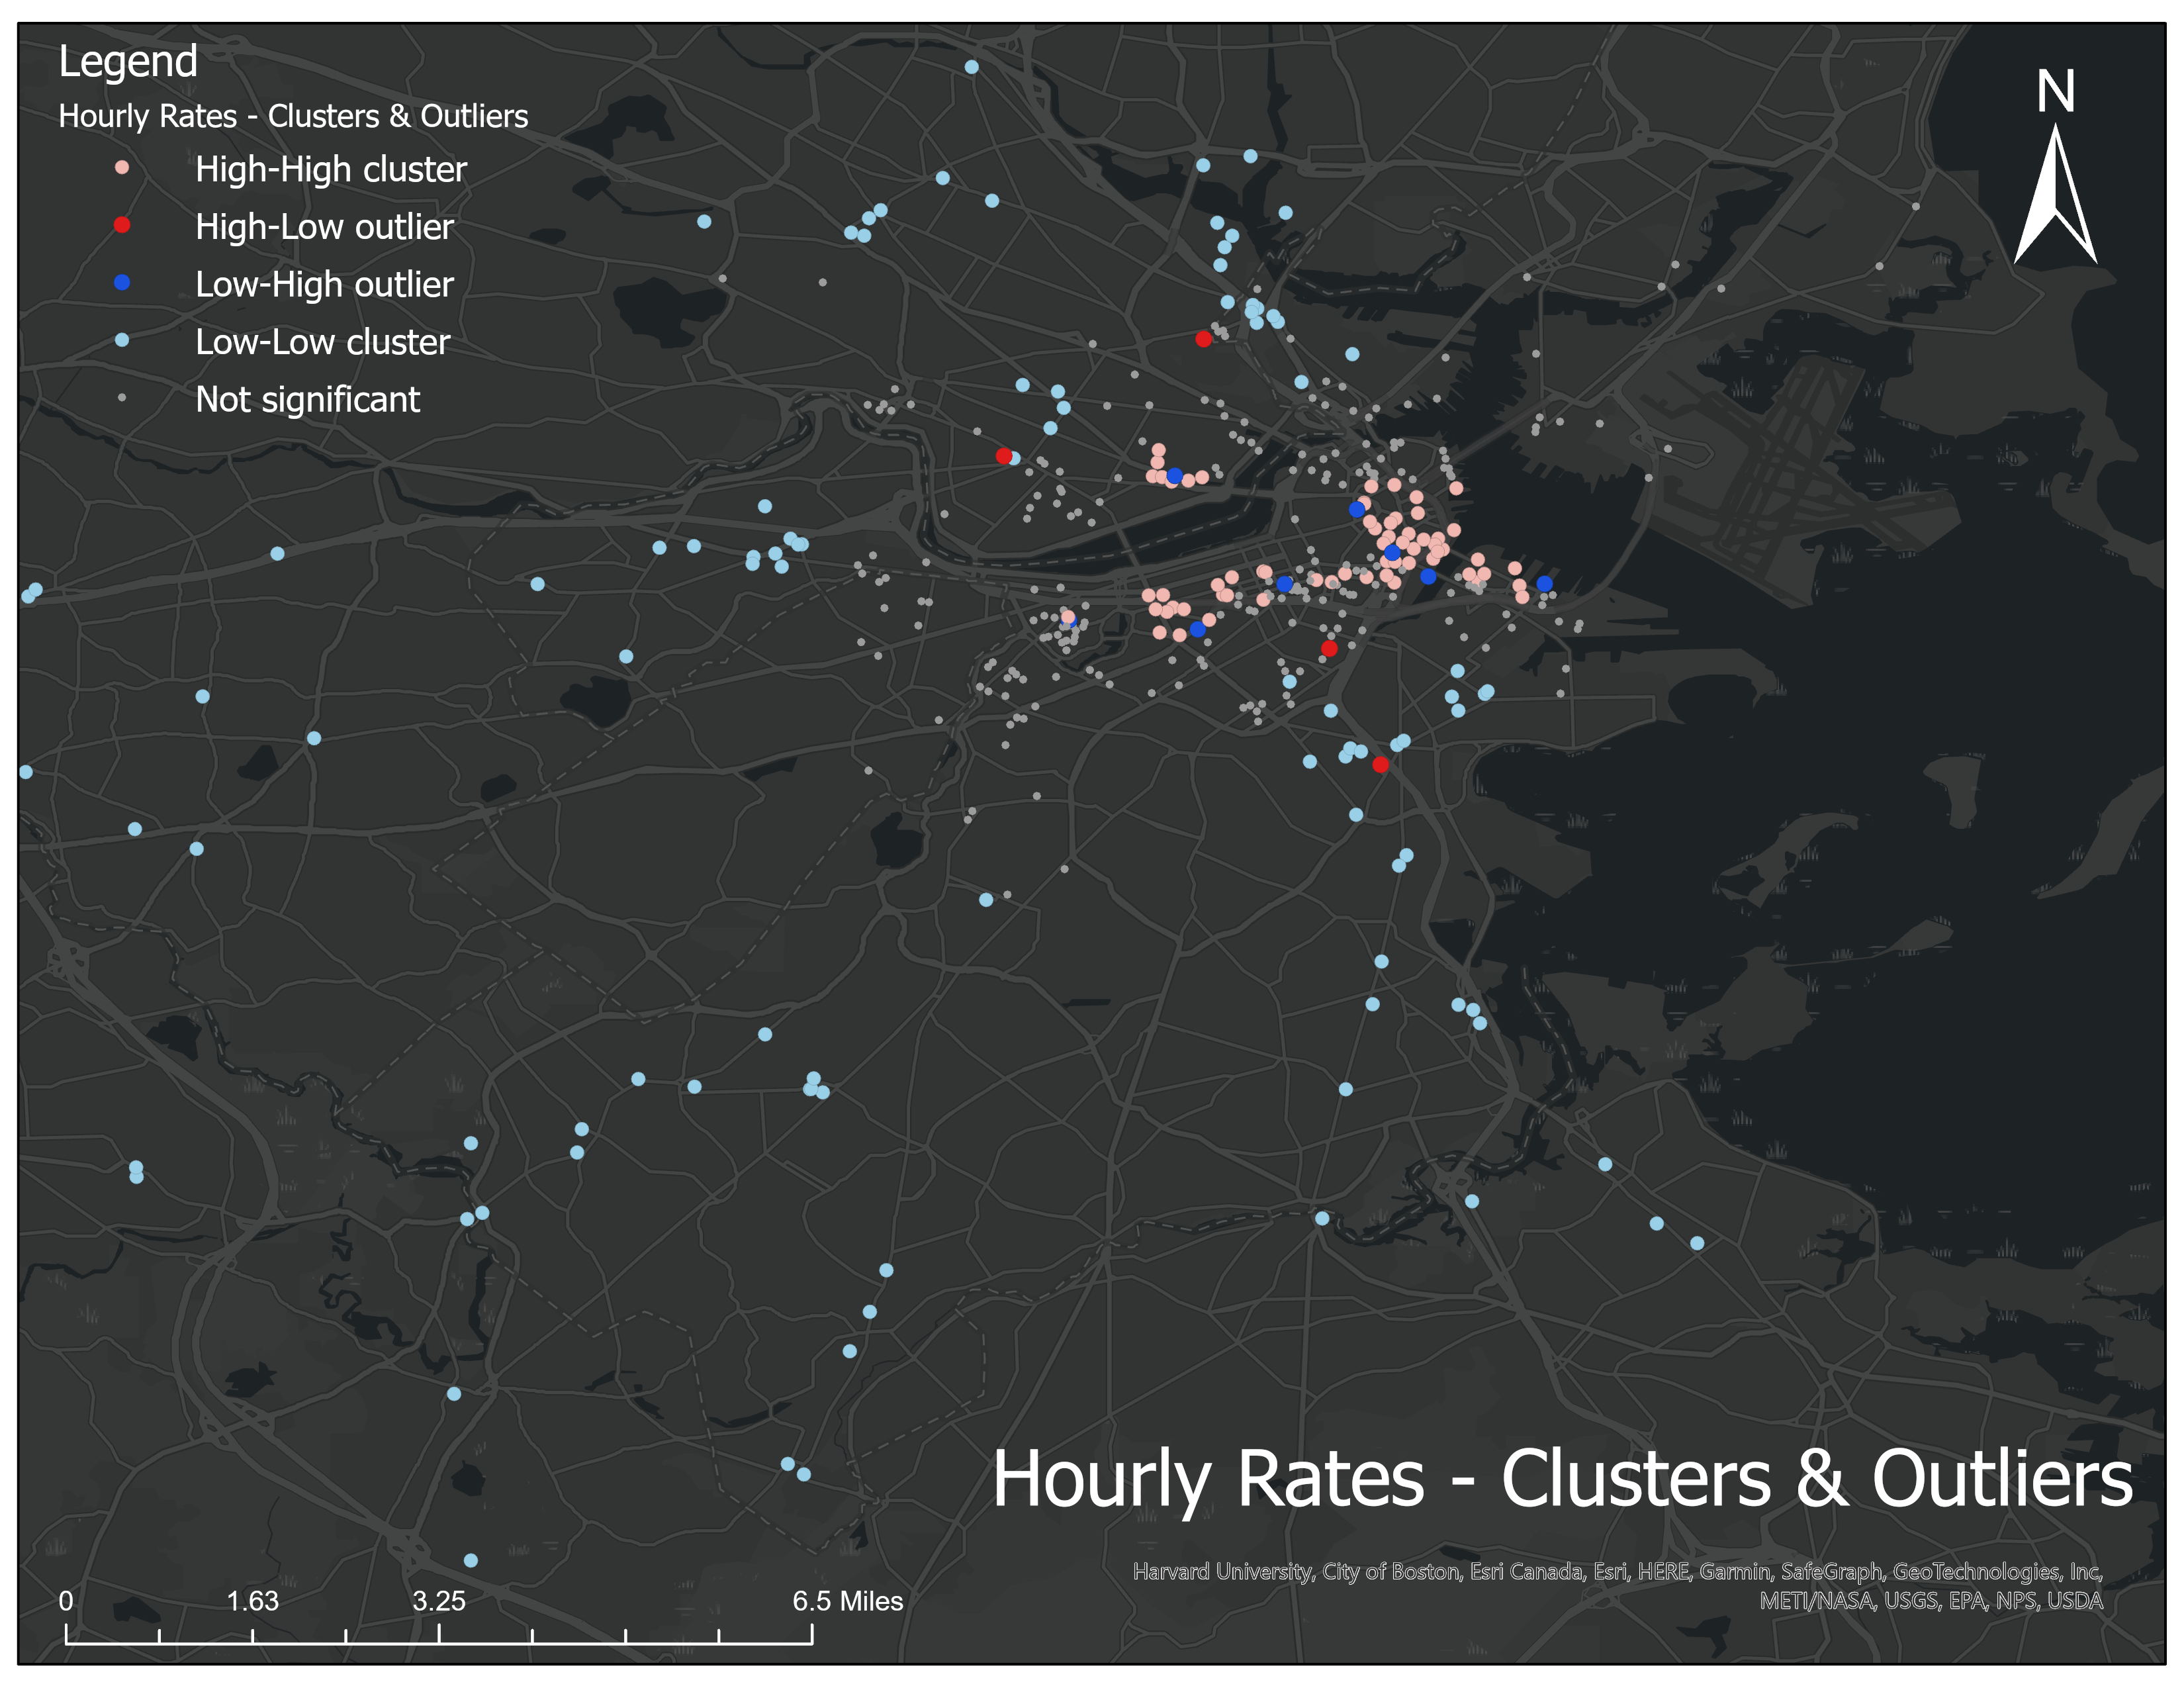 Legend
Hourly Rates - Clusters & Outliers
High-High cluster
High-Low outlier
Low-High outlier
Low-Low cluster
Not significant
N
Hourly Rates - Clusters & Outliers
Harvard University, City of Boston, Esri Canada, Esri, HERE, Garmin, SafeGraph, GeoTechnologies, Inc,
METI/NASA, USGS, EPA, NPS, USDA
0 1.63 3.25 6.5 Miles